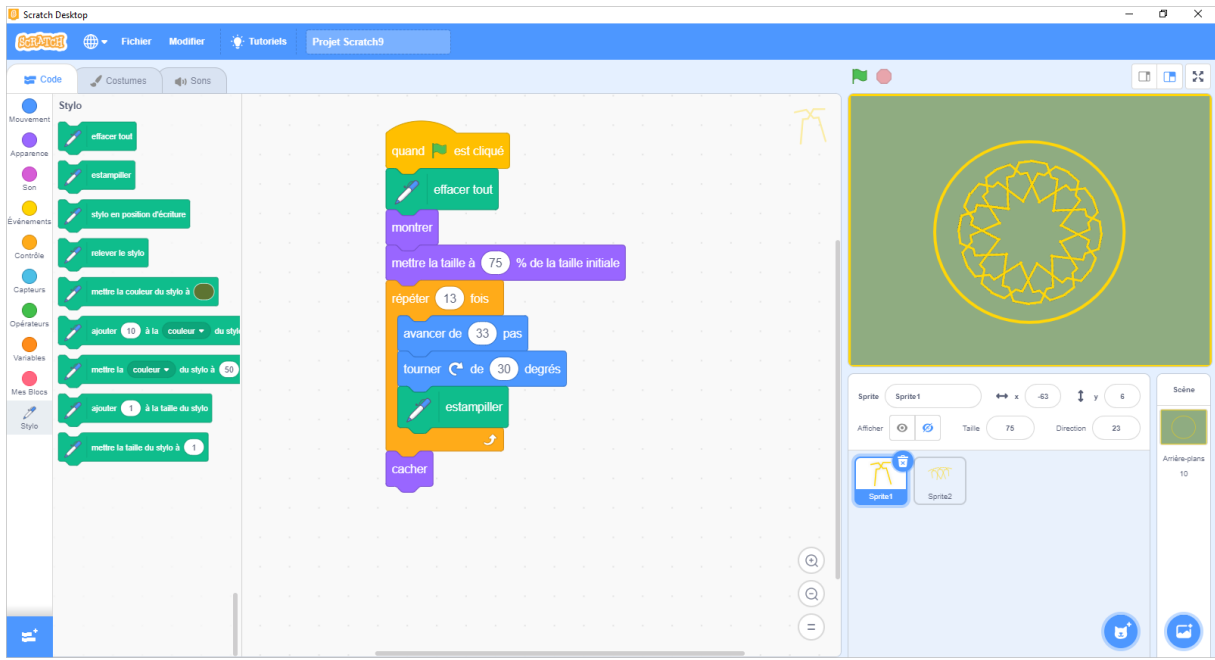 Scratch Desktop
SCRATCH Fichier Modifier Tutoriels Projet Scratch9
Code Costumes Sons
Mouvement
Apparence
Son
Événements
Contrôle
Capteurs
Opérateurs
Variables
Mes Blocs
Stylo
Stylo
effacer tout
estampiller
stylo en position d'écriture
relever le stylo
mettre la couleur du stylo à
ajouter 10 à la couleur du stylo
mettre la couleur du stylo à 50
ajouter 1 à la taille du stylo
mettre la taille du stylo à 1
quand est cliqué
effacer tout
montrer
mettre la taille à 75 % de la taille initiale
répéter 13 fois
avancer de 33 pas
tourner de 30 degrés
estampiller
cacher
Sprite Sprite1 x -63 y 6
Afficher Taille 75 Direction 23
Sprite1 Sprite2
Scène
Arrière-plans
10